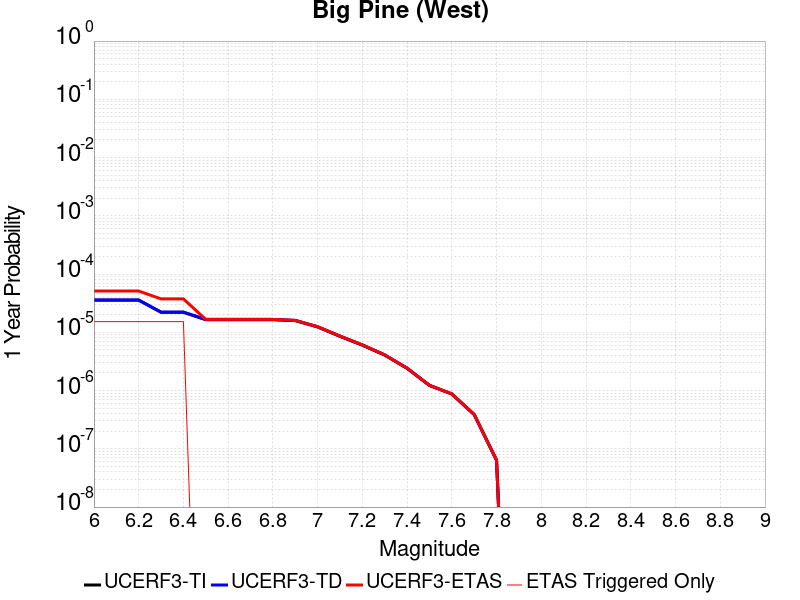 Big Pine (West)
10^0
10^-1
10^-2
10^-3
10^-4
10^-5
10^-6
10^-7
10^-8
1 Year Probability
6 6.2 6.4 6.6 6.8 7 7.2 7.4 7.6 7.8 8 8.2 8.4 8.6 8.8 9
Magnitude
UCERF3-TI UCERF3-TD UCERF3-ETAS ETAS Triggered Only